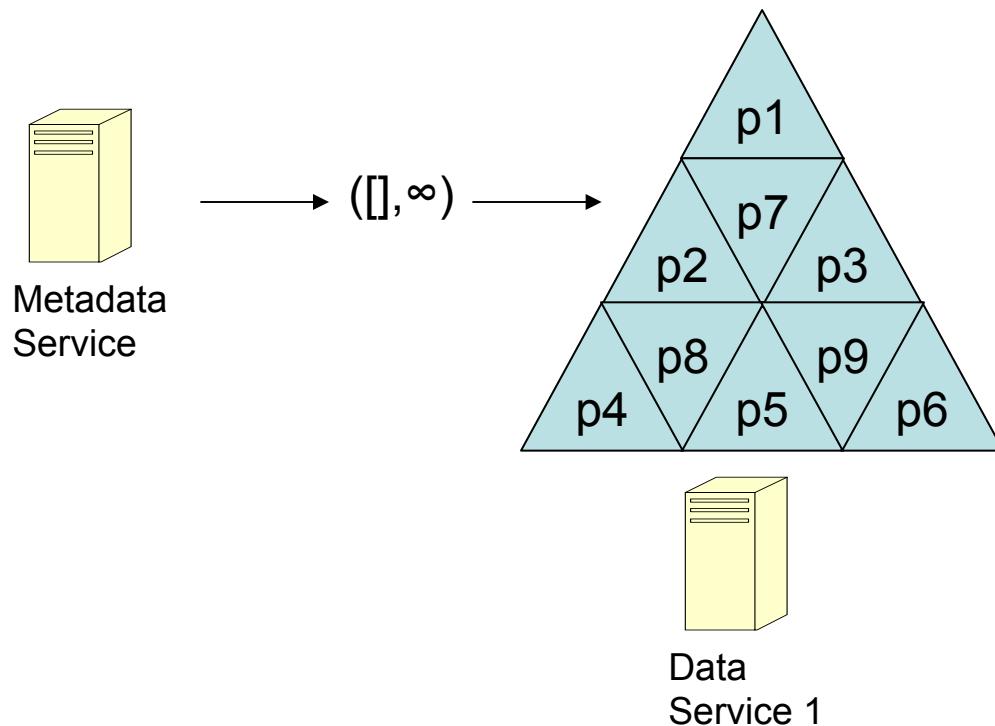 p1
([],∞)
p7
p2
p3
Metadata
Service
p8
p9
p4
p5
p6
Data
Service 1